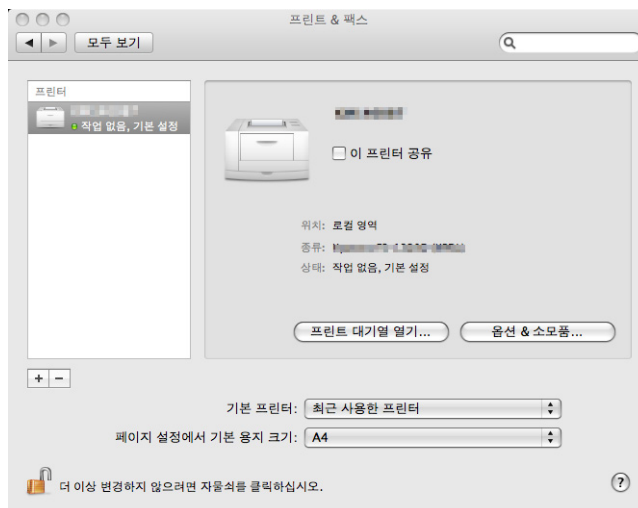 프린트 & 팩스
모두 보기
프린터
작업 없음, 기본 설정
이 프린터 공유
위치: 로컬 영역
종류:
상태: 작업 없음, 기본 설정
프린트 대기열 열기...
옵션 & 소모품...
+ −
기본 프린터: 최근 사용한 프린터
페이지 설정에서 기본 용지 크기: A4
더 이상 변경하지 않으려면 자물쇠를 클릭하십시오.
?